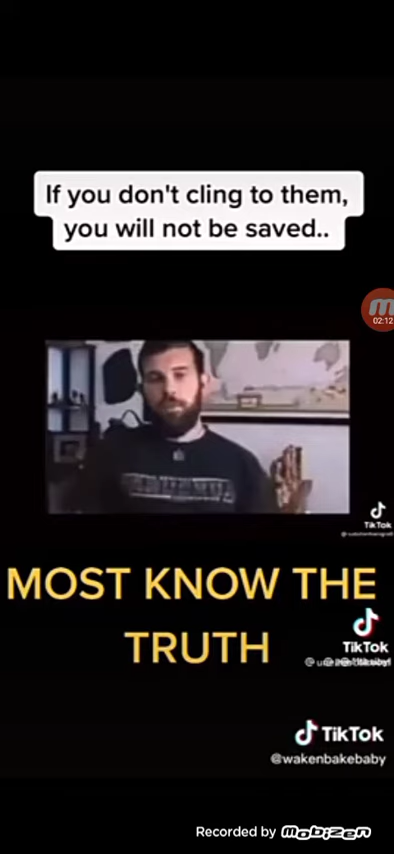 If you don't cling to them,
you will not be saved..
02:12
TikTok
MOST KNOW THE
TRUTH
TikTok
TikTok
@wakenbakebaby
Recorded by mobizen